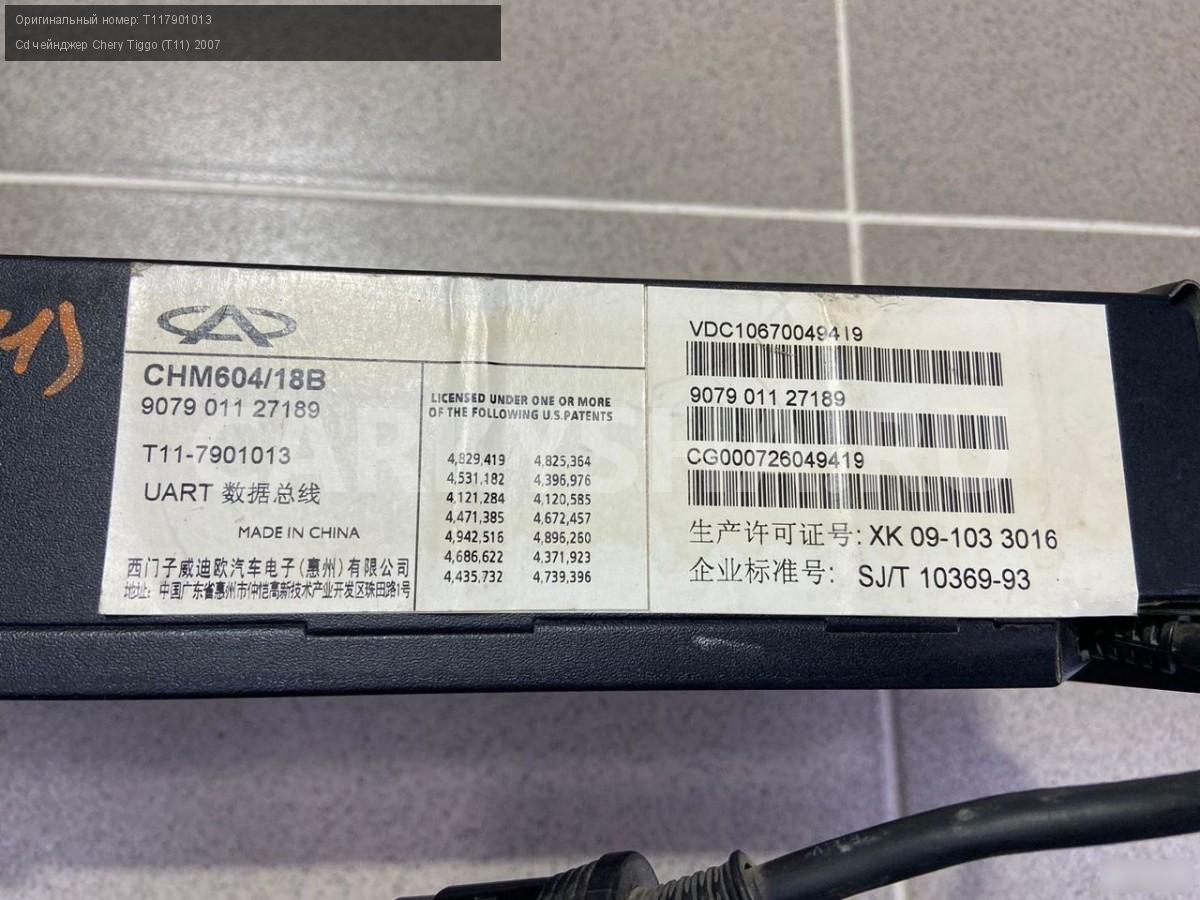 Оригинальный номер: T117901013
Cd чейнджер Chery Tiggo (T11) 2007
CHM604/18B
9079 011 27189
T11-7901013
UART 数据总线
MADE IN CHINA
西门子威迪欧汽车电子(惠州)有限公司
地址: 中国广东省惠州市仲恺高新技术产业开发区珠田路1号
LICENSED UNDER ONE OR MORE
OF THE FOLLOWING U.S.PATENTS
4,829,419 4,825,364
4,531,182 4,396,976
4,121,284 4,120,585
4,471,385 4,672,457
4,942,516 4,896,260
4,686,622 4,371,923
4,435,732 4,739,396
VDC10670049419
9079 011 27189
CG000726049419
生产许可证号: XK 09-103 3016
企业标准号: SJ/T 10369-93